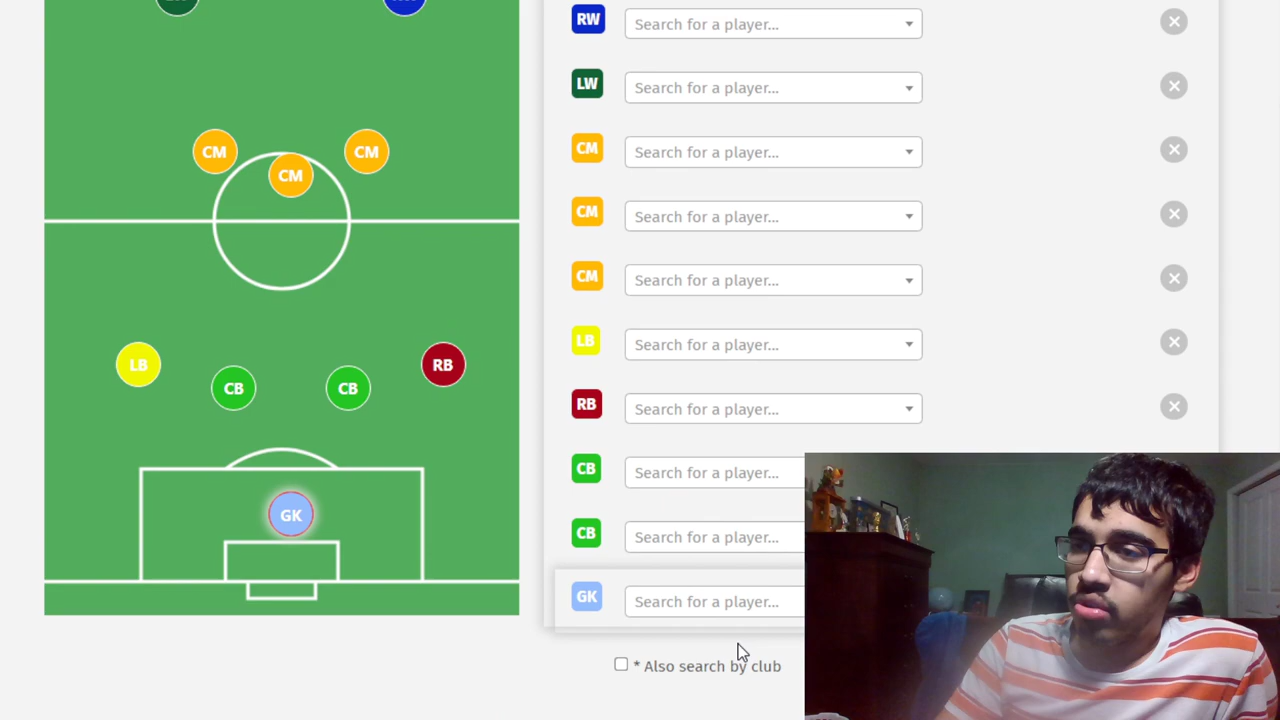 RW Search for a player...
LW Search for a player...
CM Search for a player...
CM Search for a player...
CM Search for a player...
LB Search for a player...
RB Search for a player...
CB Search for a player...
CB Search for a player...
GK Search for a player...
* Also search by club
CM CM
CM
LB RB
CB CB
GK